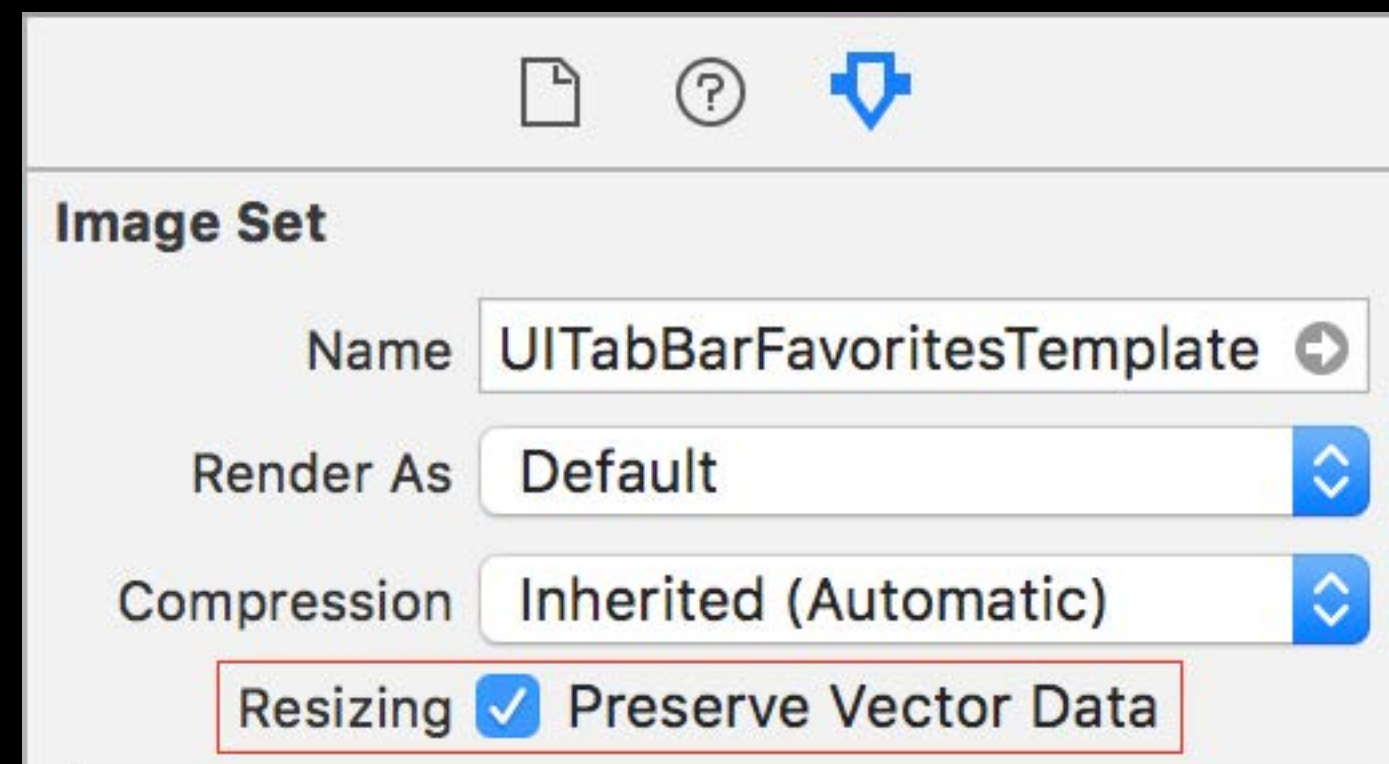 ?
Image Set
Name UITabBarFavoritesTemplate
Render As Default
Compression Inherited (Automatic)
Resizing Preserve Vector Data